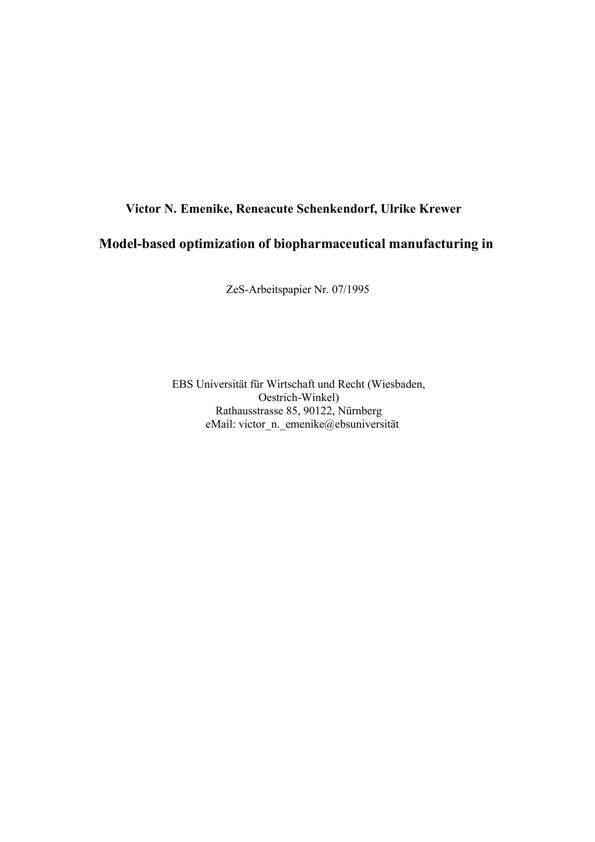 Victor N. Emenike, Reneacute Schenkendorf, Ulrike Krewer
Model-based optimization of biopharmaceutical manufacturing in
ZeS-Arbeitspapier Nr. 07/1995
EBS Universität für Wirtschaft und Recht (Wiesbaden,
Oestrich-Winkel)
Rathausstrasse 85, 90122, Nürnberg
eMail: victor_n._emenike@ebsuniversität